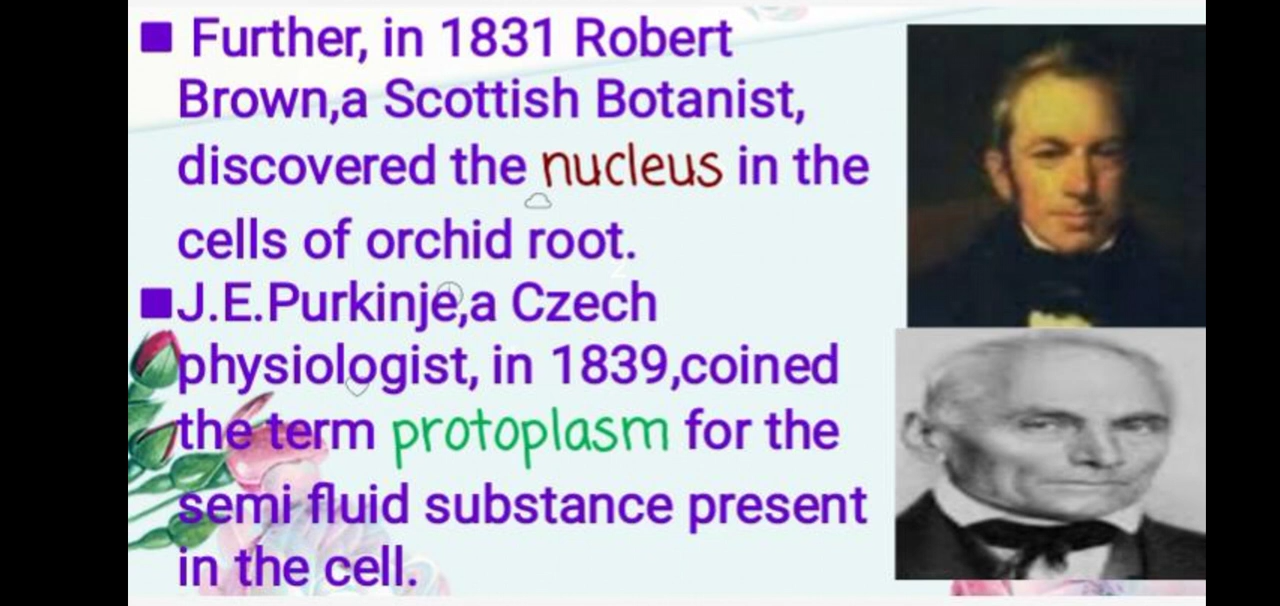 Further, in 1831 Robert
Brown,a Scottish Botanist,
discovered the nucleus in the
cells of orchid root.
J.E.Purkinje,a Czech
physiologist, in 1839,coined
the term protoplasm for the
semi fluid substance present
in the cell.